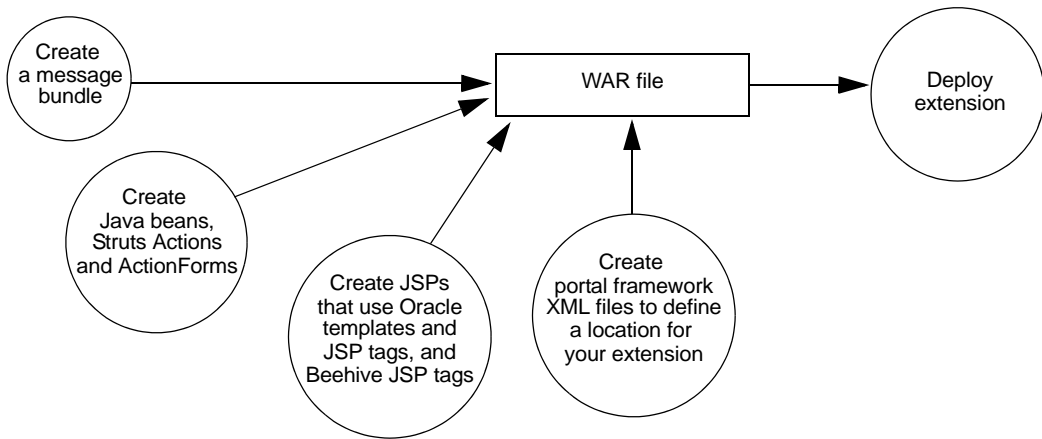 Create
a message
bundle
WAR file
Deploy
extension
Create
Java beans,
Struts Actions
and ActionForms
Create JSPs
that use Oracle
templates and
JSP tags, and
Beehive JSP tags
Create
portal framework
XML files to define
a location for
your extension